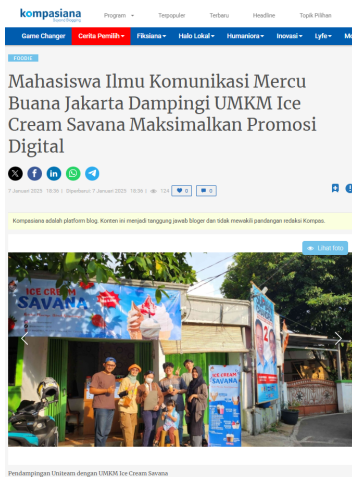 kompasiana
Beyond Blogging
Program
Terpopuler
Terbaru
Headline
Topik Pilihan
Game Changer
Cerita Pemilih
Fiksiana
Halo Lokal
Humaniora
Inovasi
Lyfe
FOODIE
Mahasiswa Ilmu Komunikasi Mercu
Buana Jakarta Dampingi UMKM Ice
Cream Savana Maksimalkan Promosi
Digital
7 Januari 2025 18:36 | Diperbarui: 7 Januari 2025 18:36 | 124 0 0
Kompasiana adalah platform blog. Konten ini menjadi tanggung jawab bloger dan tidak mewakili pandangan redaksi Kompas.
Lihat foto
ICE CREAM
SAVANA
ICE CREAM
SAVANA
Pendampingan Uniteam dengan UMKM Ice Cream Savana